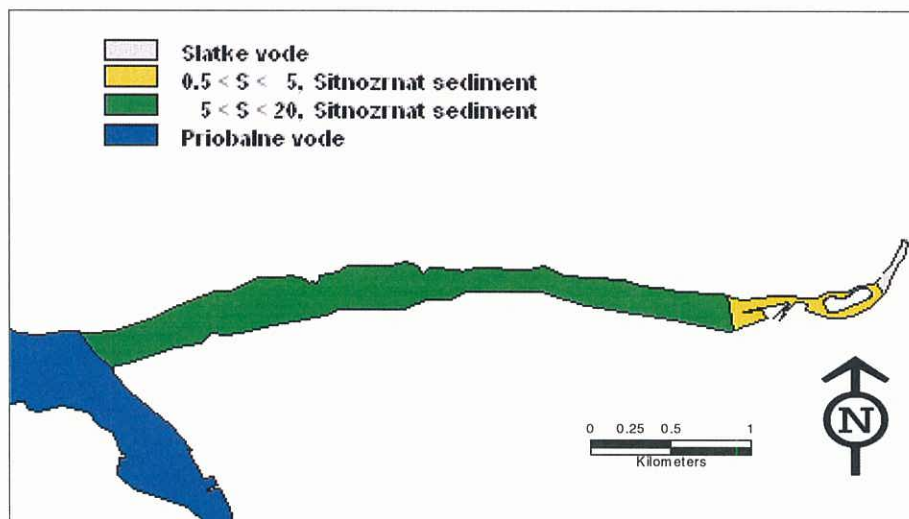 Slatke vode
0.5 < S < 5, Sitnozrnat sediment
5 < S < 20, Sitnozrnat sediment
Priobalne vode
0 0.25 0.5 1
Kilometers
N